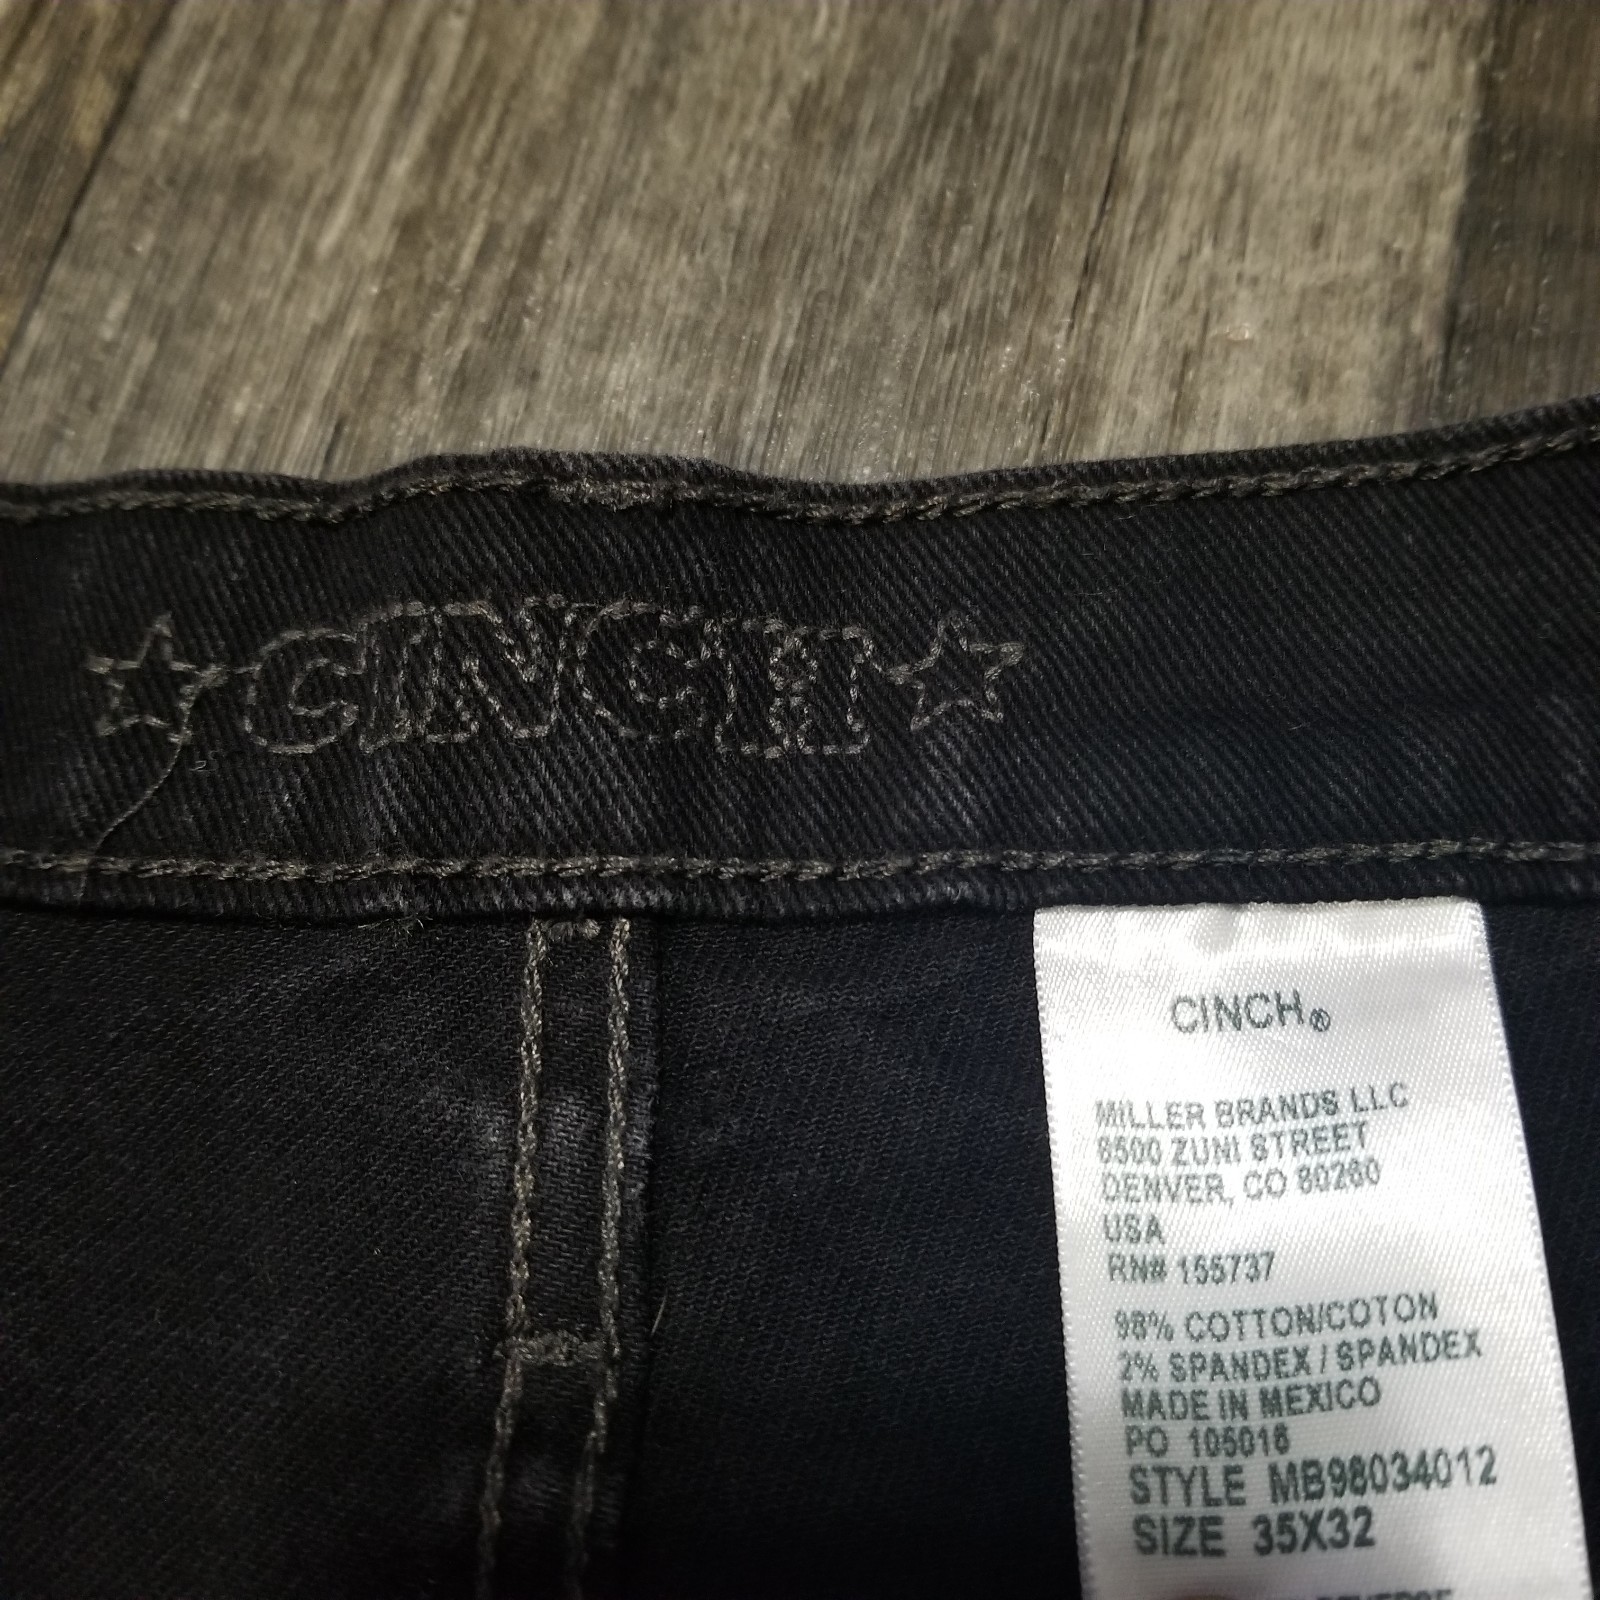 CINCH
CINCH®
MILLER BRANDS LLC
8500 ZUNI STREET
DENVER, CO 80260
USA
RN# 155737
98% COTTON/COTON
2% SPANDEX / SPANDEX
MADE IN MEXICO
PO 105016
STYLE MB98034012
SIZE 35X32